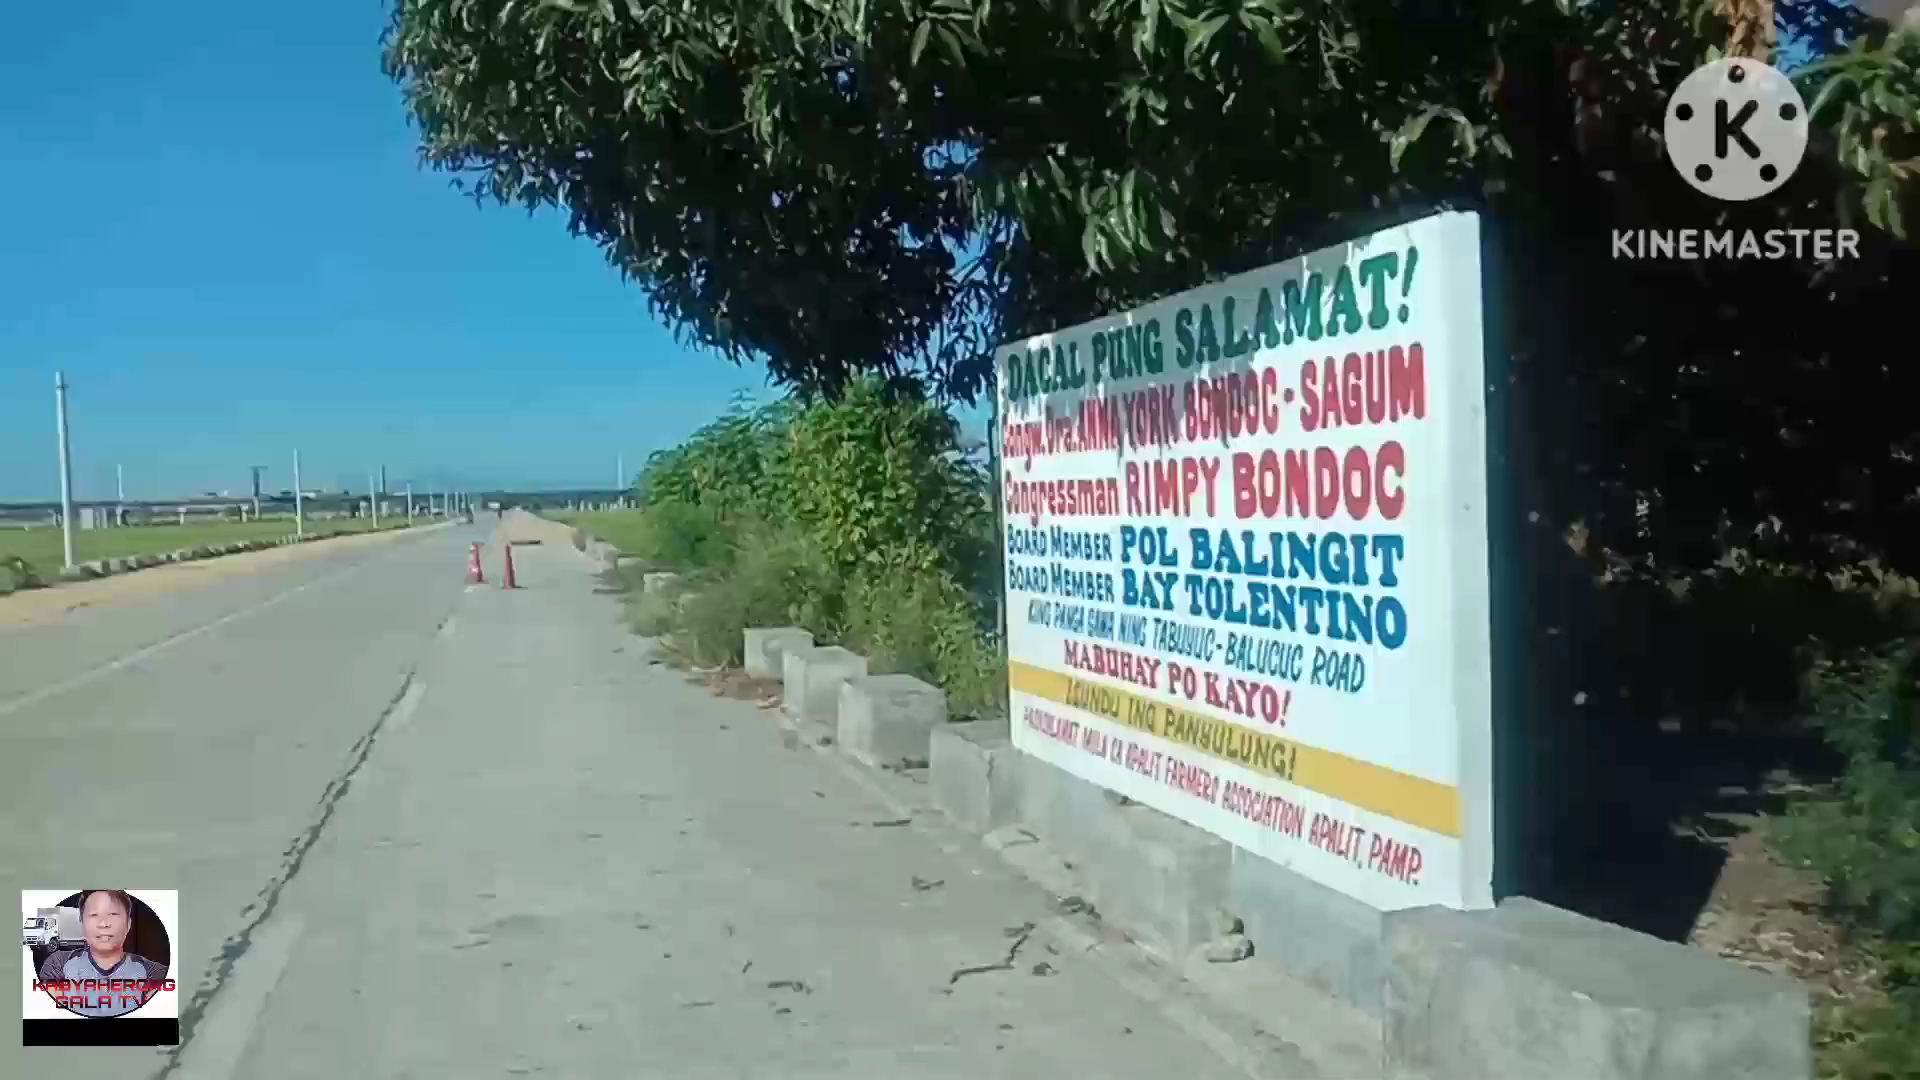 K
KINEMASTER
DACAL PUNG SALAMAT!
Congw. Dra. ANNA YORK BONDOC - SAGUM
Congressman RIMPY BONDOC
BOARD MEMBER POL BALINGIT
BOARD MEMBER BAY TOLENTINO
KING PANGA GAWA NING TABUYUC - BALUCUC ROAD
MABUHAY PO KAYO!
ISUNDU ING PANYULUNG!
CA APALIT FARMERS ASSOCIATION APALIT, PAMP.
KABYAHERONG
GALA TV